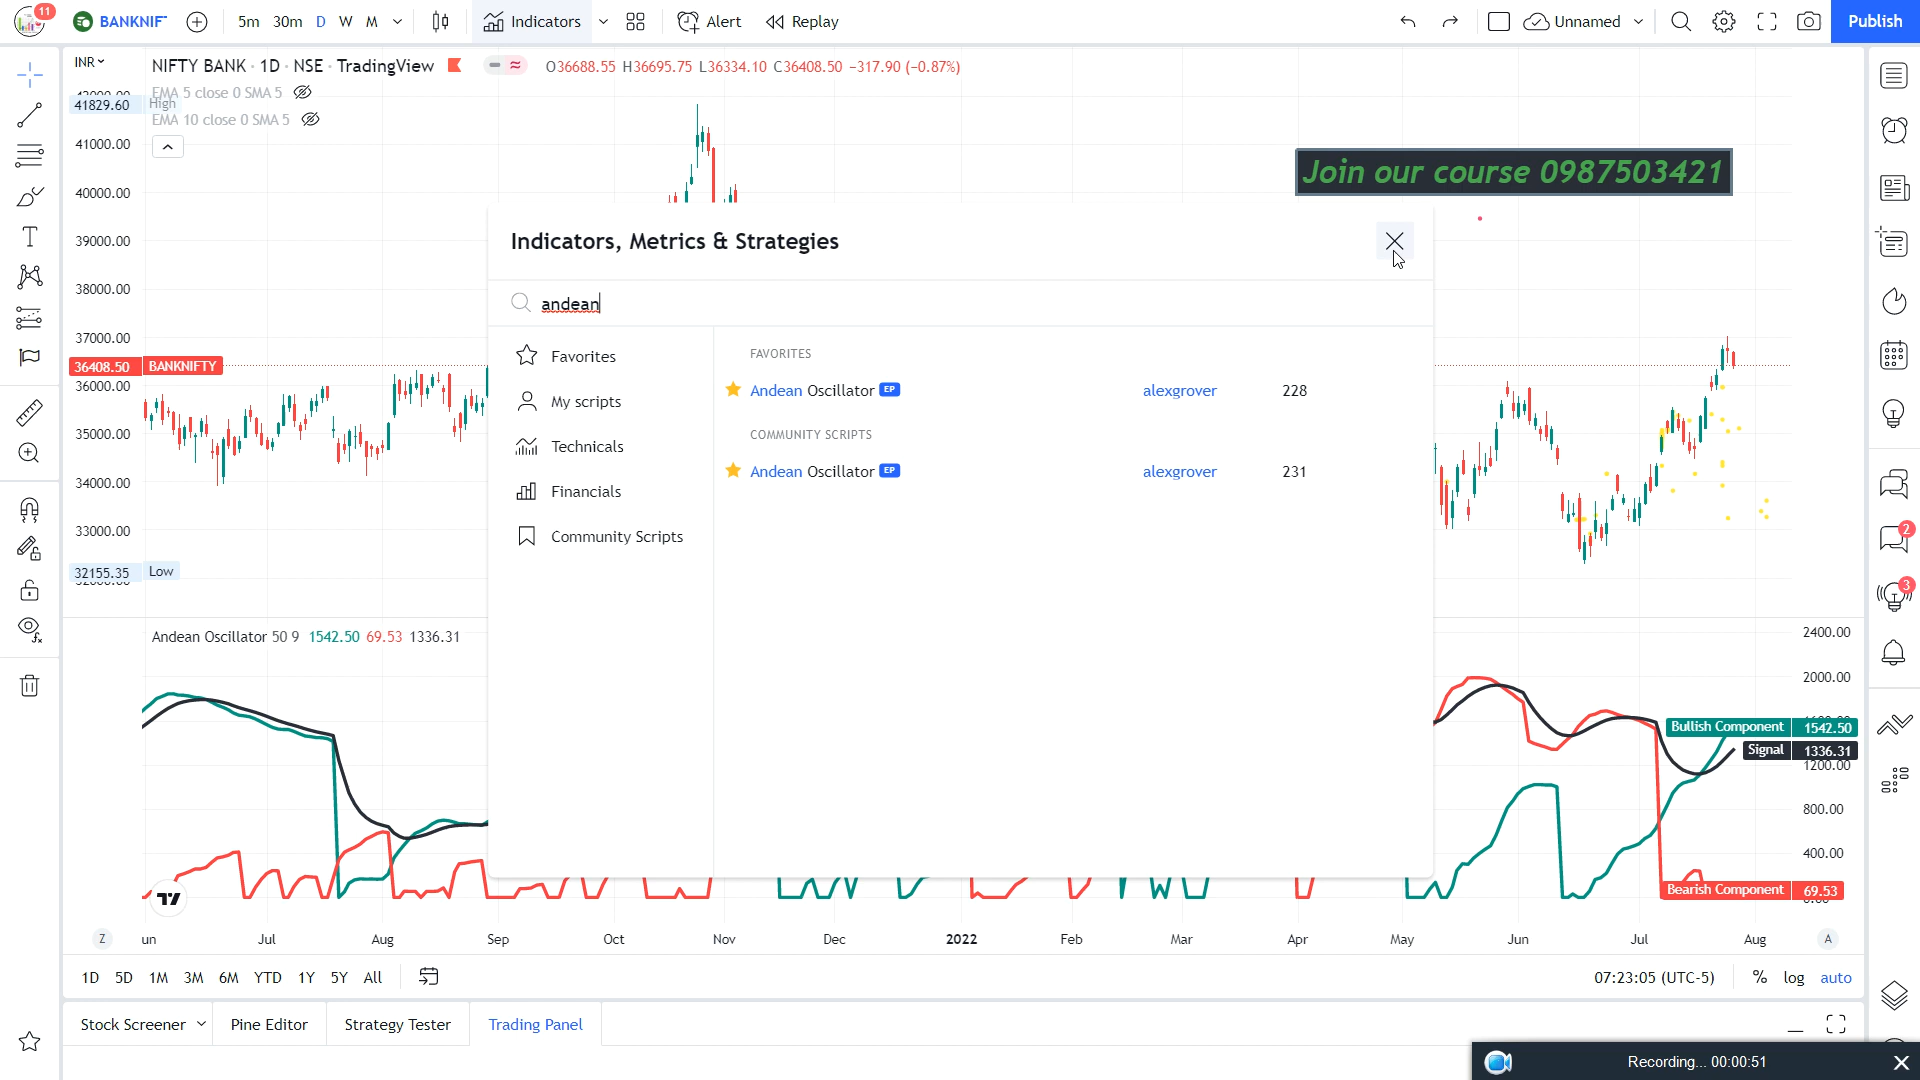 11 BANKNIF 5m 30m D W M Indicators Alert Replay Unnamed Publish
INR NIFTY BANK · 1D · NSE · TradingView O36688.55 H36695.75 L36334.10 C36408.50 −317.90 (−0.87%)
EMA 5 close 0 SMA 5
41829.60 High
EMA 10 close 0 SMA 5
41000.00
Join our course 0987503421
40000.00
39000.00
38000.00
37000.00
36408.50 BANKNIFTY
36000.00
35000.00
34000.00
33000.00
32155.35 Low
Indicators, Metrics & Strategies
andean
Favorites
My scripts
Technicals
Financials
Community Scripts
FAVORITES
Andean Oscillator EP alexgrover 228
COMMUNITY SCRIPTS
Andean Oscillator EP alexgrover 231
2
3
Andean Oscillator 50 9 1542.50 69.53 1336.31
2400.00
2000.00
Bullish Component 1542.50
Signal 1336.31
1200.00
800.00
400.00
Bearish Component 69.53
Z un Jul Aug Sep Oct Nov Dec 2022 Feb Mar Apr May Jun Jul Aug A
1D 5D 1M 3M 6M YTD 1Y 5Y All 07:23:05 (UTC-5) % log auto
Stock Screener Pine Editor Strategy Tester Trading Panel
Recording... 00:00:51